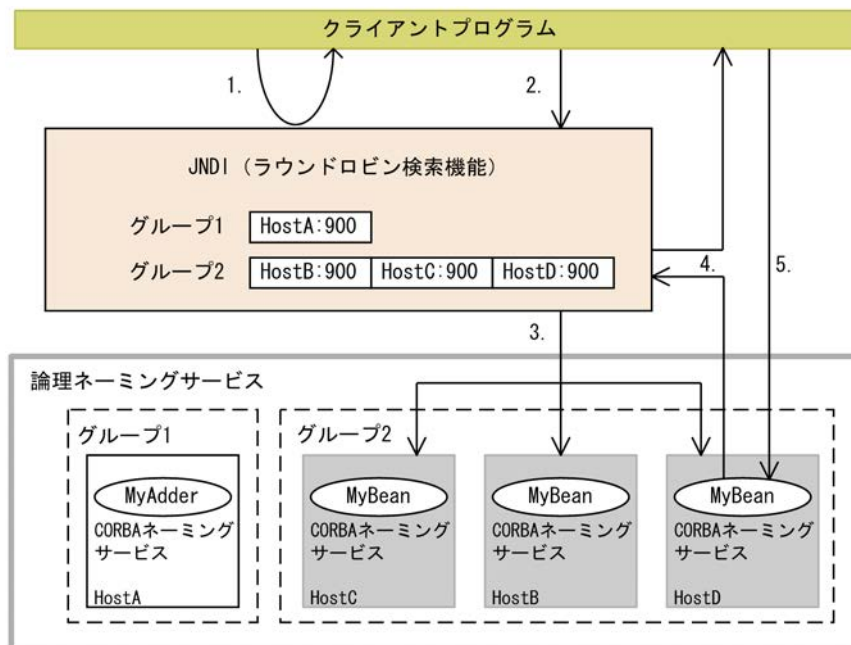 クライアントプログラム
1.
2.
JNDI（ラウンドロビン検索機能）
グループ1
HostA:900
グループ2
HostB:900
HostC:900
HostD:900
4.
5.
3.
論理ネーミングサービス
グループ1
グループ2
MyAdder
CORBAネーミング
サービス
HostA
MyBean
CORBAネーミング
サービス
HostC
MyBean
CORBAネーミング
サービス
HostB
MyBean
CORBAネーミング
サービス
HostD